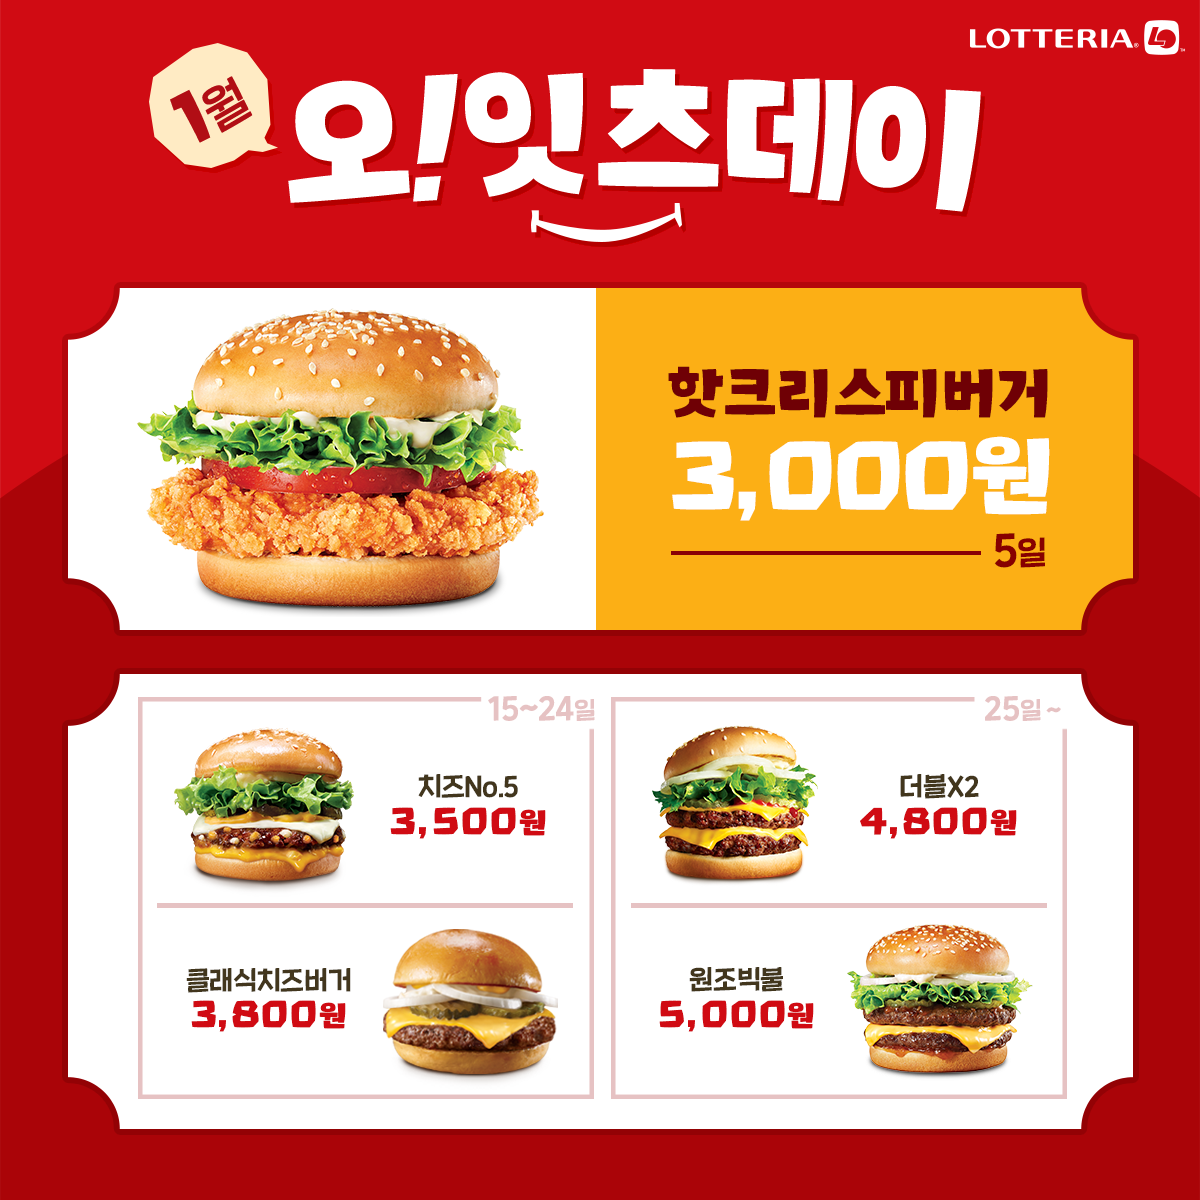 LOTTERIA
1월
오!잇츠데이
핫크리스피버거
3,000원
5일
15~24일
치즈No.5
3,500원
클래식치즈버거
3,800원
25일~
더블X2
4,800원
원조빅불
5,000원